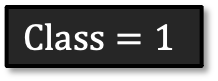 Class = 1